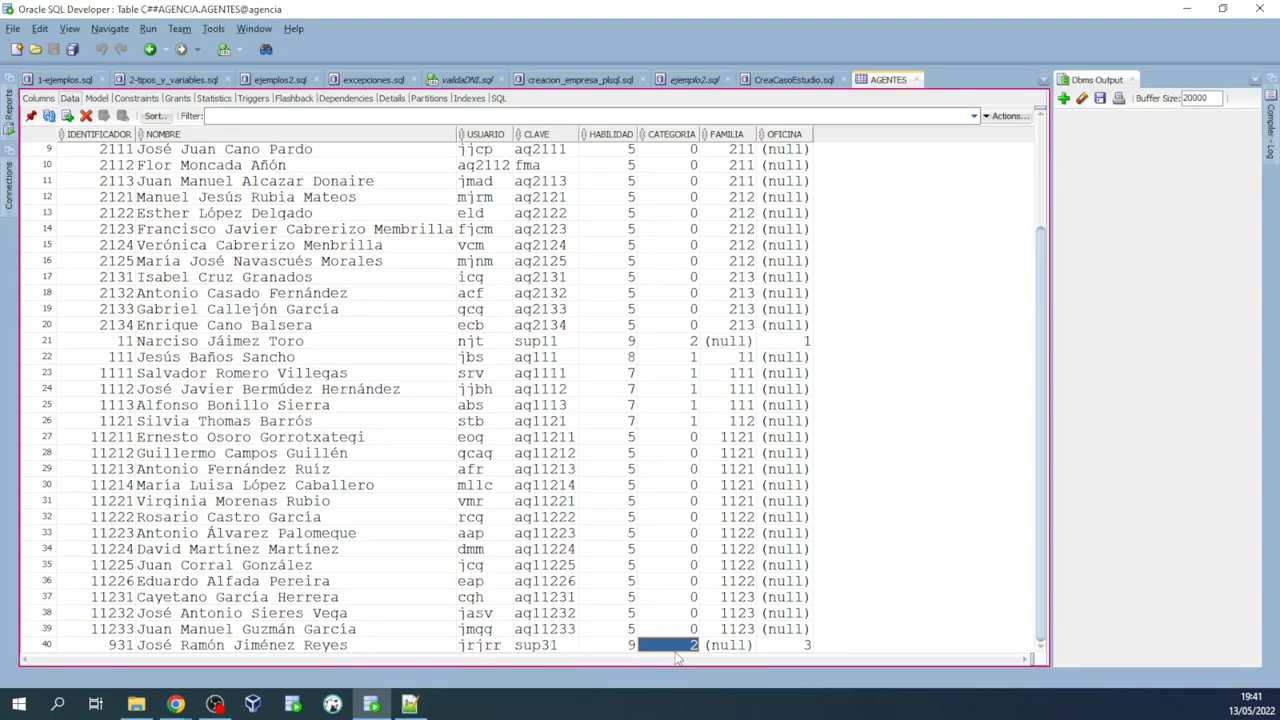 Oracle SQL Developer : Table C##AGENCIA.AGENTES@agencia
File Edit View Navigate Run Team Tools Window Help
1-ejemplos.sql 2-tipos_y_variables.sql ejemplos2.sql excepciones.sql validaDNI.sql creacion_empresa_plsql.sql ejemplo2.sql CreaCasoEstudio.sql AGENTES Dbms Output
Columns Data Model Constraints Grants Statistics Triggers Flashback Dependencies Details Partitions Indexes SQL
Buffer Size: 20000
Sort.. Filter: Actions...
Reports
Connections
Compiler - Log
IDENTIFICADOR NOMBRE USUARIO CLAVE HABILIDAD CATEGORIA FAMILIA OFICINA
9 2111 José Juan Cano Pardo jjcp ag2111 5 0 211 (null)
10 2112 Flor Moncada Añón ag2112 fma 5 0 211 (null)
11 2113 Juan Manuel Alcazar Donaire jmad ag2113 5 0 211 (null)
12 2121 Manuel Jesús Rubia Mateos mjrm ag2121 5 0 212 (null)
13 2122 Esther López Delgado eld ag2122 5 0 212 (null)
14 2123 Francisco Javier Cabrerizo Membrilla fjcm ag2123 5 0 212 (null)
15 2124 Verónica Cabrerizo Menbrilla vcm ag2124 5 0 212 (null)
16 2125 María José Navascués Morales mjnm ag2125 5 0 212 (null)
17 2131 Isabel Cruz Granados icg ag2131 5 0 213 (null)
18 2132 Antonio Casado Fernández acf ag2132 5 0 213 (null)
19 2133 Gabriel Callejón García gcg ag2133 5 0 213 (null)
20 2134 Enrique Cano Balsera ecb ag2134 5 0 213 (null)
21 11 Narciso Jáimez Toro njt sup11 9 2 (null) 1
22 111 Jesús Baños Sancho jbs ag111 8 1 11 (null)
23 1111 Salvador Romero Villegas srv ag1111 7 1 111 (null)
24 1112 José Javier Bermúdez Hernández jjbh ag1112 7 1 111 (null)
25 1113 Alfonso Bonillo Sierra abs ag1113 7 1 111 (null)
26 1121 Silvia Thomas Barrós stb ag1121 7 1 112 (null)
27 11211 Ernesto Osoro Gorrotxategi eog ag11211 5 0 1121 (null)
28 11212 Guillermo Campos Guillén gcag ag11212 5 0 1121 (null)
29 11213 Antonio Fernández Ruíz afr ag11213 5 0 1121 (null)
30 11214 María Luisa López Caballero mllc ag11214 5 0 1121 (null)
31 11221 Virginia Morenas Rubio vmr ag11221 5 0 1122 (null)
32 11222 Rosario Castro García rcg ag11222 5 0 1122 (null)
33 11223 Antonio Álvarez Palomeque aap ag11223 5 0 1122 (null)
34 11224 David Martínez Martínez dmm ag11224 5 0 1122 (null)
35 11225 Juan Corral González jcg ag11225 5 0 1122 (null)
36 11226 Eduardo Alfada Pereira eap ag11226 5 0 1122 (null)
37 11231 Cayetano García Herrera cgh ag11231 5 0 1123 (null)
38 11232 José Antonio Sieres Vega jasv ag11232 5 0 1123 (null)
39 11233 Juan Manuel Guzmán García jmgg ag11233 5 0 1123 (null)
40 931 José Ramón Jiménez Reyes jrjrr sup31 9 2 (null) 3
19:41
13/05/2022